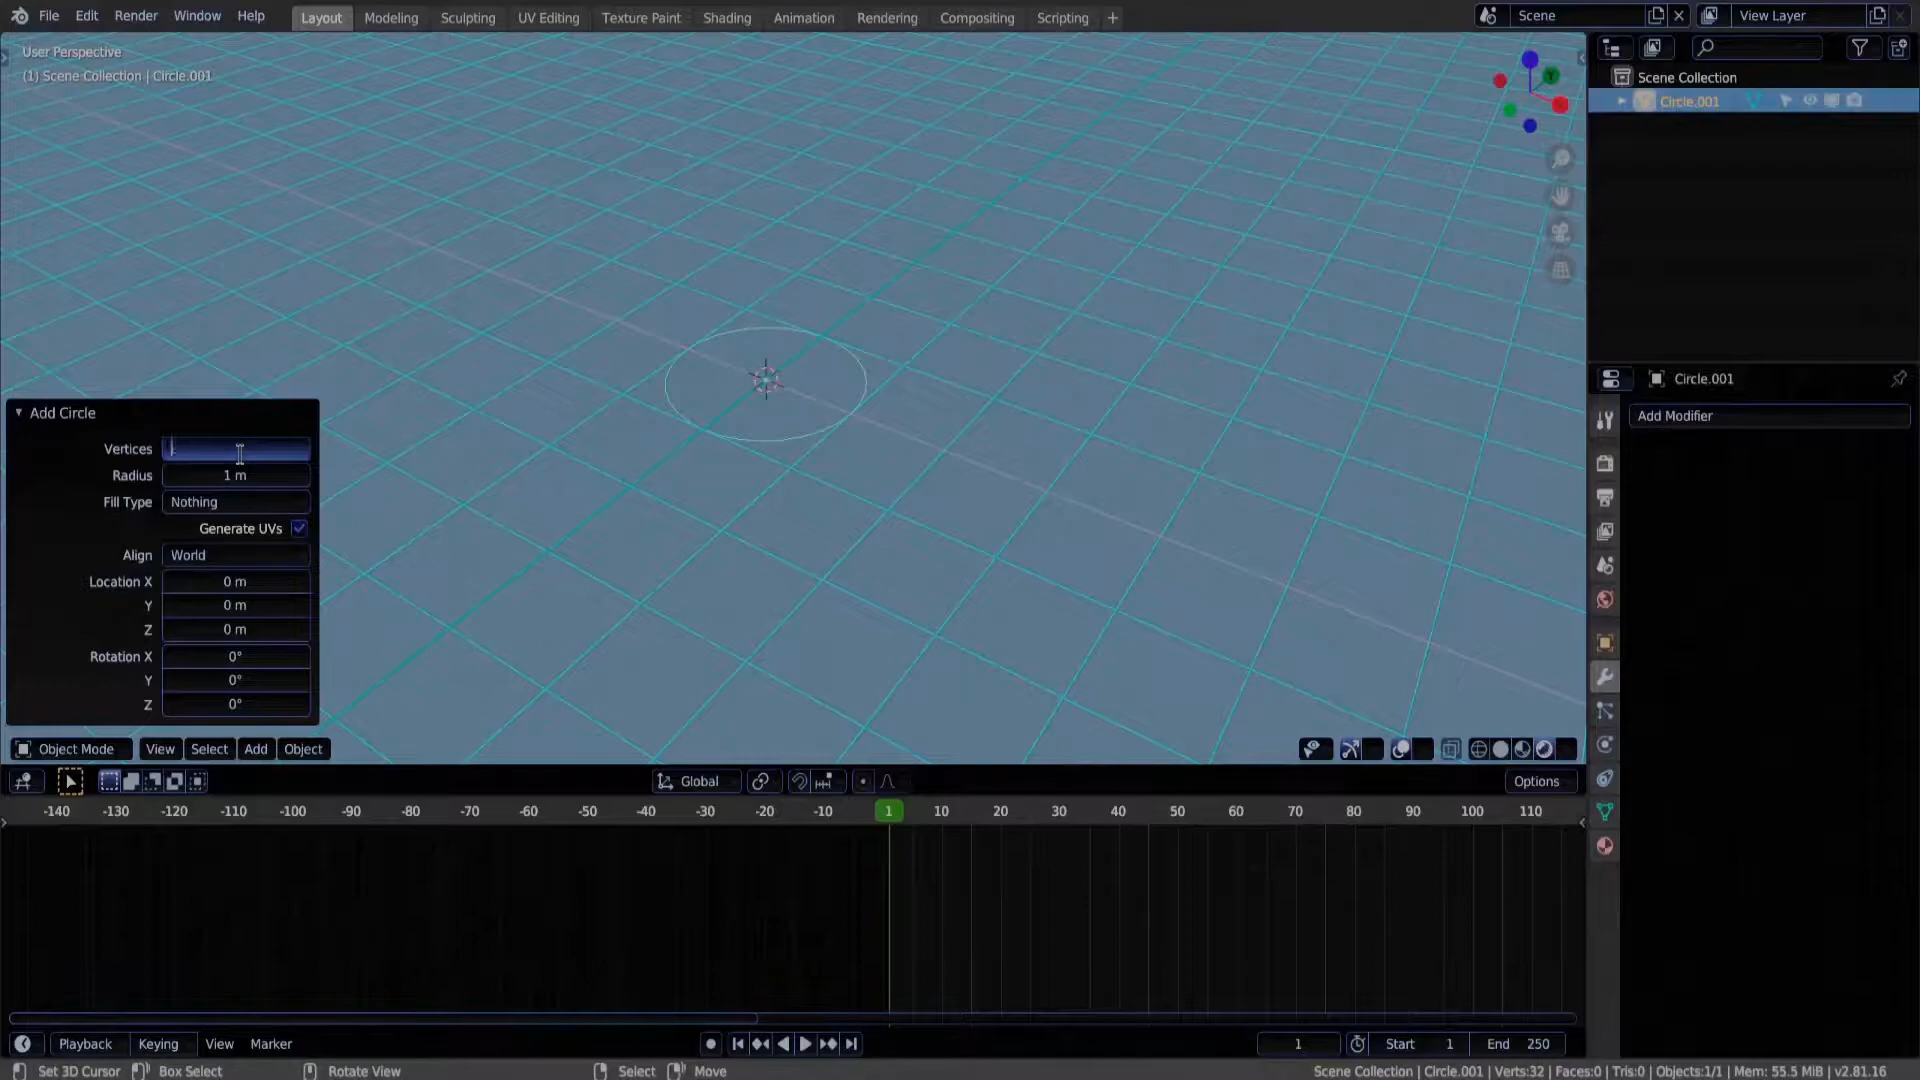 File Edit Render Window Help Layout Modeling Sculpting UV Editing Texture Paint Shading Animation Rendering Compositing Scripting + Scene View Layer
User Perspective
(1) Scene Collection | Circle.001
Scene Collection
Circle.001
Circle.001
Add Modifier
Add Circle
Vertices
Radius 1 m
Fill Type Nothing
Generate UVs
Align World
Location X 0 m
Y 0 m
Z 0 m
Rotation X 0°
Y 0°
Z 0°
Object Mode View Select Add Object
Global Options
-140 -130 -120 -110 -100 -90 -80 -70 -60 -50 -40 -30 -20 -10 1 10 20 30 40 50 60 70 80 90 100 110
Playback Keying View Marker 1 Start 1 End 250
Set 3D Cursor Box Select Rotate View Select Move Scene Collection | Circle.001 | Verts:32 | Faces:0 | Tris:0 | Objects:1/1 | Mem: 55.5 MiB | v2.81.16